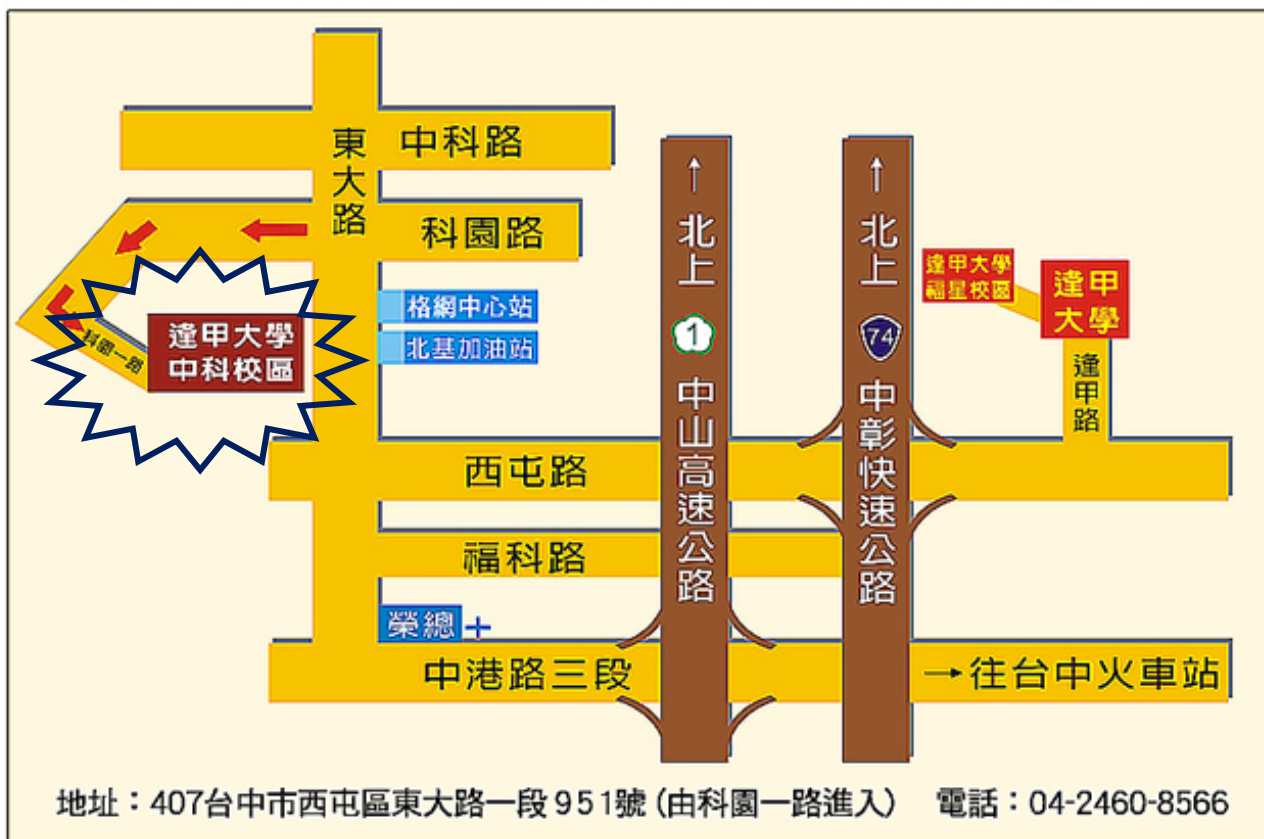 中科路
東大路
科園路
科園一路
逢甲大學
中科校區
格網中心站
北基加油站
↑北上 1 中山高速公路
↑北上 74 中彰快速公路
逢甲大學
福星校區
逢甲
大學
逢甲路
西屯路
福科路
榮總
中港路三段
→往台中火車站
地址：407台中市西屯區東大路一段951號(由科園一路進入) 電話：04-2460-8566